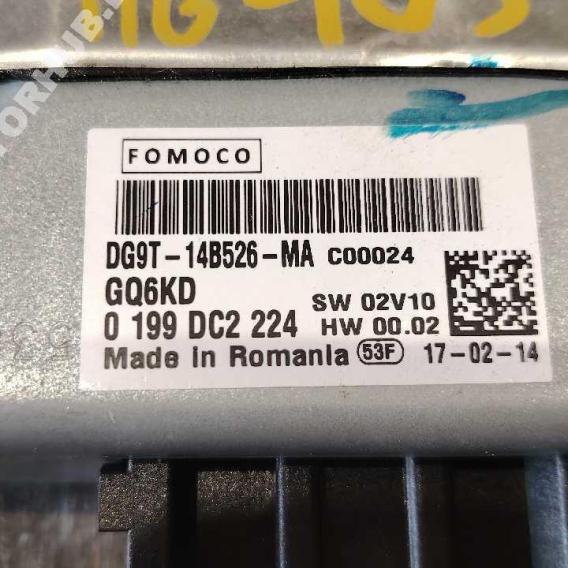 FOMOCO
DG9T-14B526-MA C00024
GQ6KD
SW 02V10
0 199 DC2 224
HW 00.02
Made in Romania 53F 17-02-14